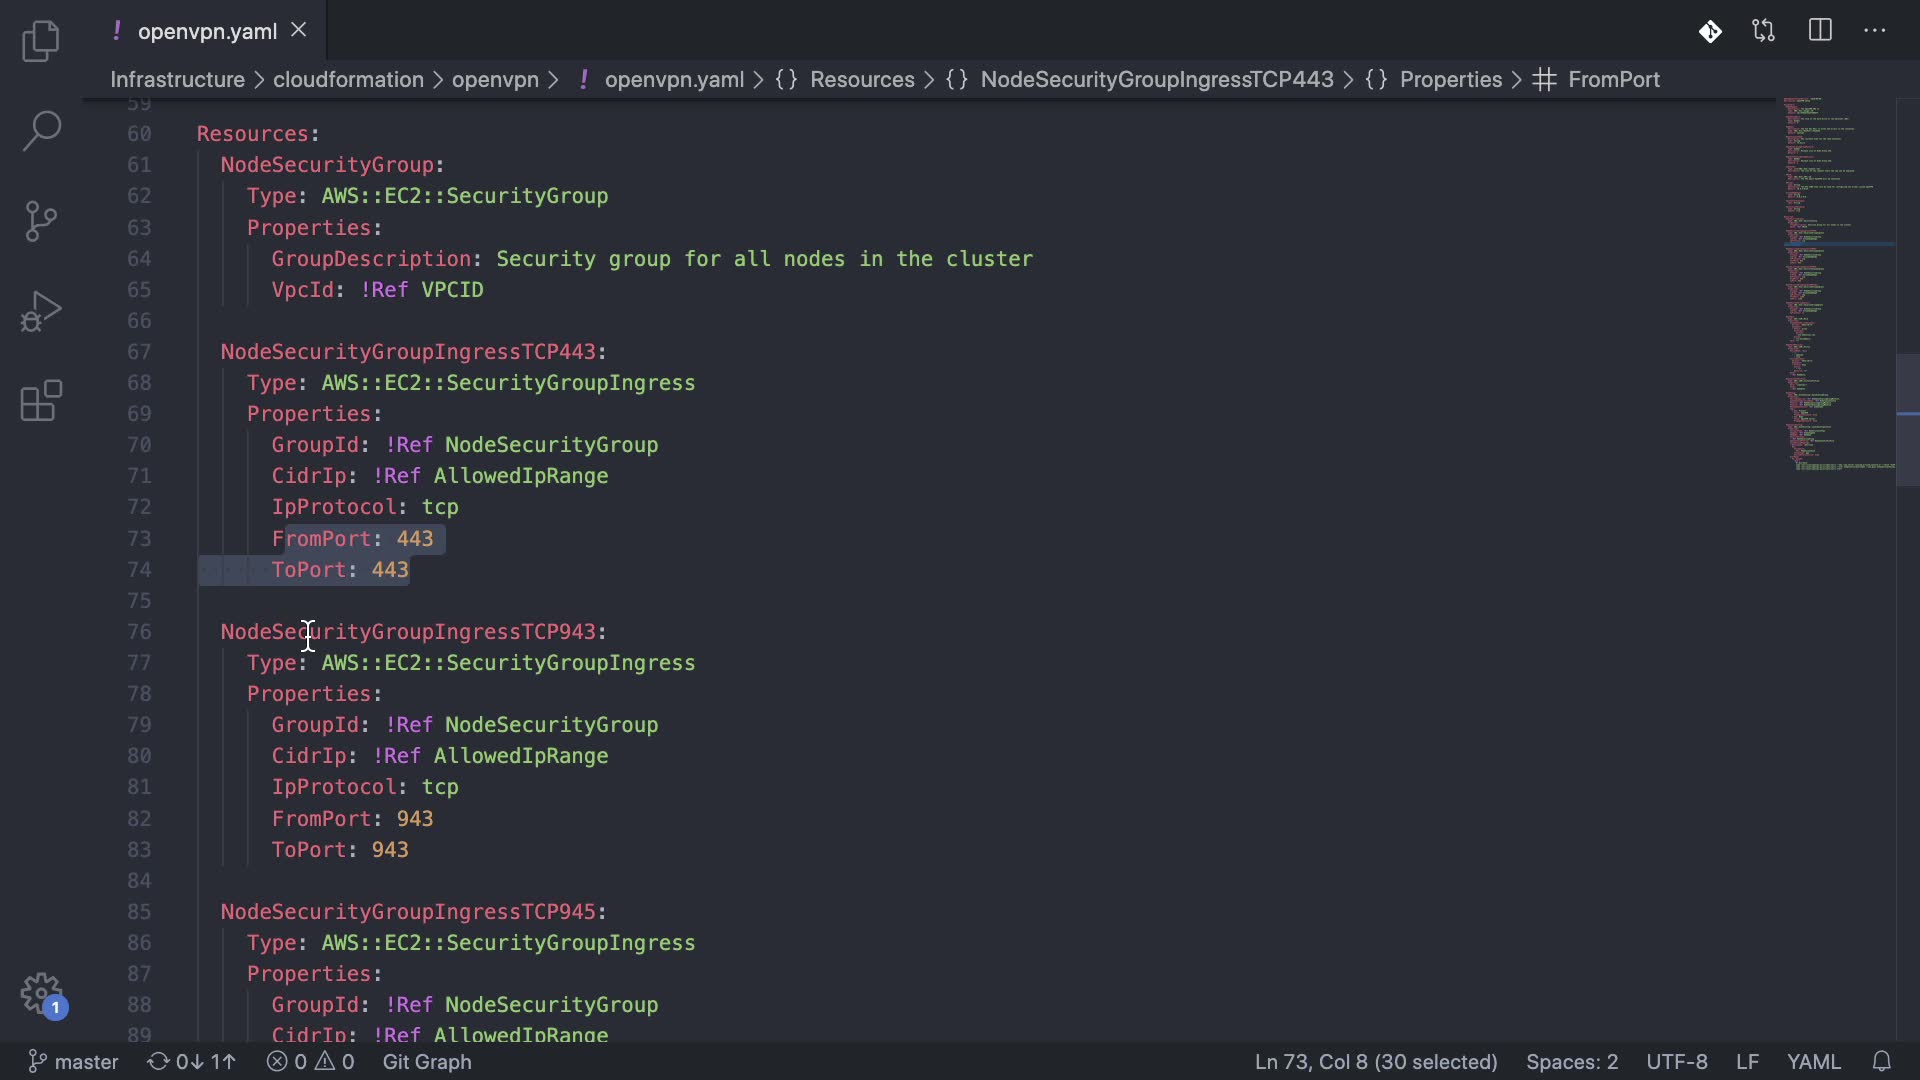 ! openvpn.yaml
Infrastructure > cloudformation > openvpn > ! openvpn.yaml > {} Resources > {} NodeSecurityGroupIngressTCP443 > {} Properties > # FromPort
59
60 Resources:
61 NodeSecurityGroup:
62 Type: AWS::EC2::SecurityGroup
63 Properties:
64 GroupDescription: Security group for all nodes in the cluster
65 VpcId: !Ref VPCID
66
67 NodeSecurityGroupIngressTCP443:
68 Type: AWS::EC2::SecurityGroupIngress
69 Properties:
70 GroupId: !Ref NodeSecurityGroup
71 CidrIp: !Ref AllowedIpRange
72 IpProtocol: tcp
73 FromPort: 443
74 ToPort: 443
75
76 NodeSecurityGroupIngressTCP943:
77 Type: AWS::EC2::SecurityGroupIngress
78 Properties:
79 GroupId: !Ref NodeSecurityGroup
80 CidrIp: !Ref AllowedIpRange
81 IpProtocol: tcp
82 FromPort: 943
83 ToPort: 943
84
85 NodeSecurityGroupIngressTCP945:
86 Type: AWS::EC2::SecurityGroupIngress
87 Properties:
88 GroupId: !Ref NodeSecurityGroup
89 CidrIp: !Ref AllowedIpRange
1
master 0↓ 1↑ 0 0 Git Graph Ln 73, Col 8 (30 selected) Spaces: 2 UTF-8 LF YAML